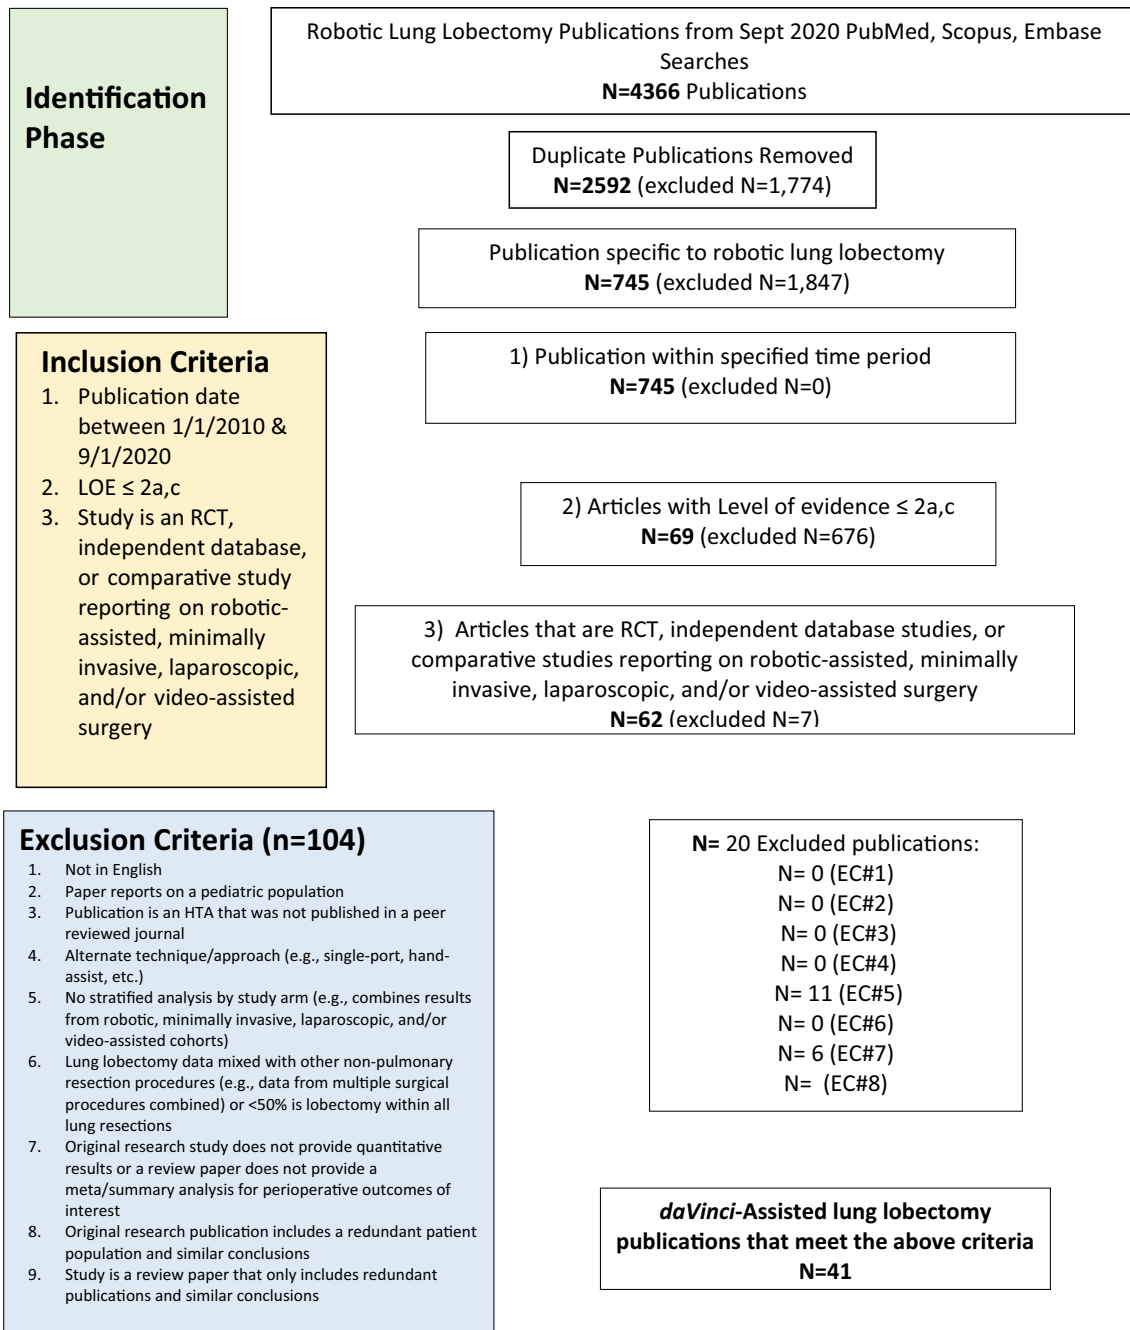 Identification
Phase
Robotic Lung Lobectomy Publications from Sept 2020 PubMed, Scopus, Embase
Searches
N=4366 Publications
Duplicate Publications Removed
N=2592 (excluded N=1,774)
Publication specific to robotic lung lobectomy
N=745 (excluded N=1,847)
Inclusion Criteria
1. Publication date
between 1/1/2010 &
9/1/2020
2. LOE ≤ 2a,c
3. Study is an RCT,
independent database,
or comparative study
reporting on robotic-
assisted, minimally
invasive, laparoscopic,
and/or video-assisted
surgery
1) Publication within specified time period
N=745 (excluded N=0)
2) Articles with Level of evidence ≤ 2a,c
N=69 (excluded N=676)
3) Articles that are RCT, independent database studies, or
comparative studies reporting on robotic-assisted, minimally
invasive, laparoscopic, and/or video-assisted surgery
N=62 (excluded N=7)
Exclusion Criteria (n=104)
1. Not in English
2. Paper reports on a pediatric population
3. Publication is an HTA that was not published in a peer
reviewed journal
4. Alternate technique/approach (e.g., single-port, hand-
assist, etc.)
5. No stratified analysis by study arm (e.g., combines results
from robotic, minimally invasive, laparoscopic, and/or
video-assisted cohorts)
6. Lung lobectomy data mixed with other non-pulmonary
resection procedures (e.g., data from multiple surgical
procedures combined) or <50% is lobectomy within all
lung resections
7. Original research study does not provide quantitative
results or a review paper does not provide a
meta/summary analysis for perioperative outcomes of
interest
8. Original research publication includes a redundant patient
population and similar conclusions
9. Study is a review paper that only includes redundant
publications and similar conclusions
N= 20 Excluded publications:
N= 0 (EC#1)
N= 0 (EC#2)
N= 0 (EC#3)
N= 0 (EC#4)
N= 11 (EC#5)
N= 0 (EC#6)
N= 6 (EC#7)
N= (EC#8)
daVinci-Assisted lung lobectomy
publications that meet the above criteria
N=41